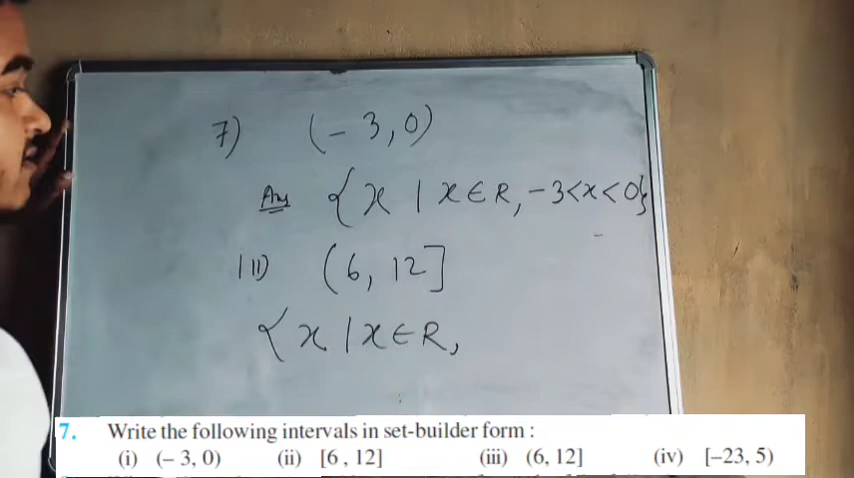 7) (-3,0)
Ans {x | x∈R, -3<x<0}
iii) (6, 12]
{x | x∈R,
7. Write the following intervals in set-builder form :
(i) (– 3, 0) (ii) [6 , 12] (iii) (6, 12] (iv) [–23, 5)